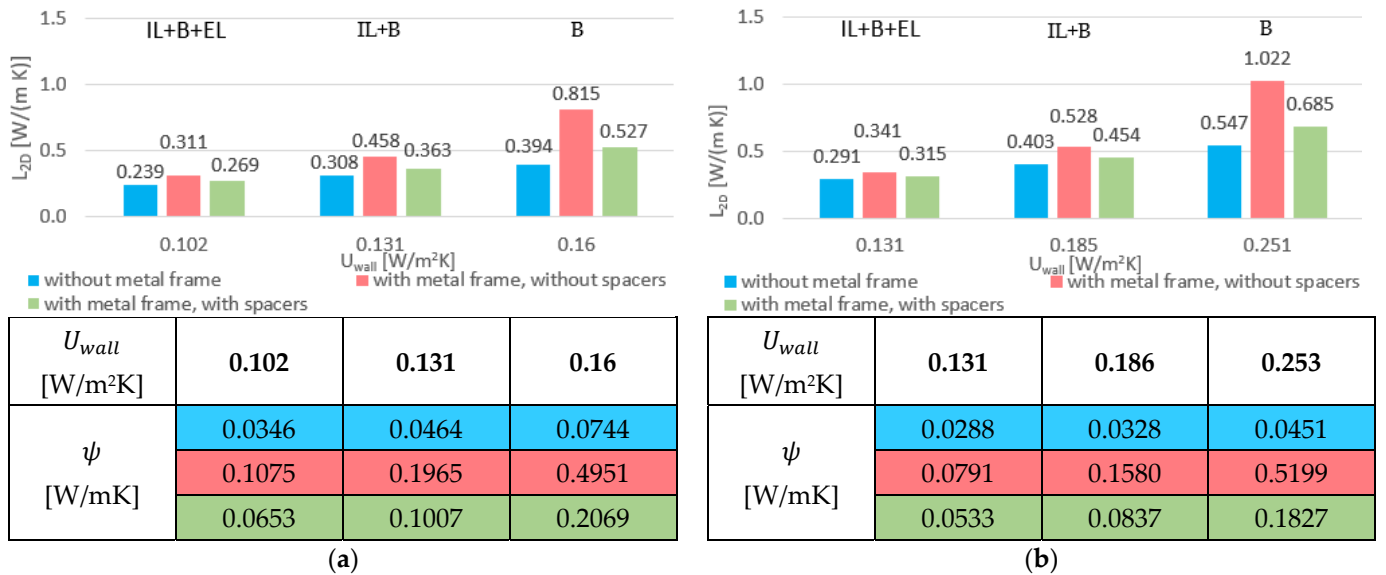 1.5
IL+B+EL IL+B B
1.0
0.815
0.5
0.239 0.311 0.269
0.308 0.458 0.363
0.394 0.527
0.0
L2D [W/(m K)]
0.102 0.131 0.16
Uwall [W/m²K]
without metal frame
with metal frame, without spacers
with metal frame, with spacers
Uwall [W/m²K] 0.102 0.131 0.16
ψ [W/mK]
0.0346 0.0464 0.0744
0.1075 0.1965 0.4951
0.0653 0.1007 0.2069
(a)
1.5
IL+B+EL IL+B B
1.022
1.0
0.5
0.291 0.341 0.315
0.403 0.528 0.454
0.547 0.685
0.0
L2D [W/(m K)]
0.131 0.185 0.251
Uwall [W/m²K]
without metal frame
with metal frame, without spacers
with metal frame, with spacers
Uwall [W/m²K] 0.131 0.186 0.253
ψ [W/mK]
0.0288 0.0328 0.0451
0.0791 0.1580 0.5199
0.0533 0.0837 0.1827
(b)